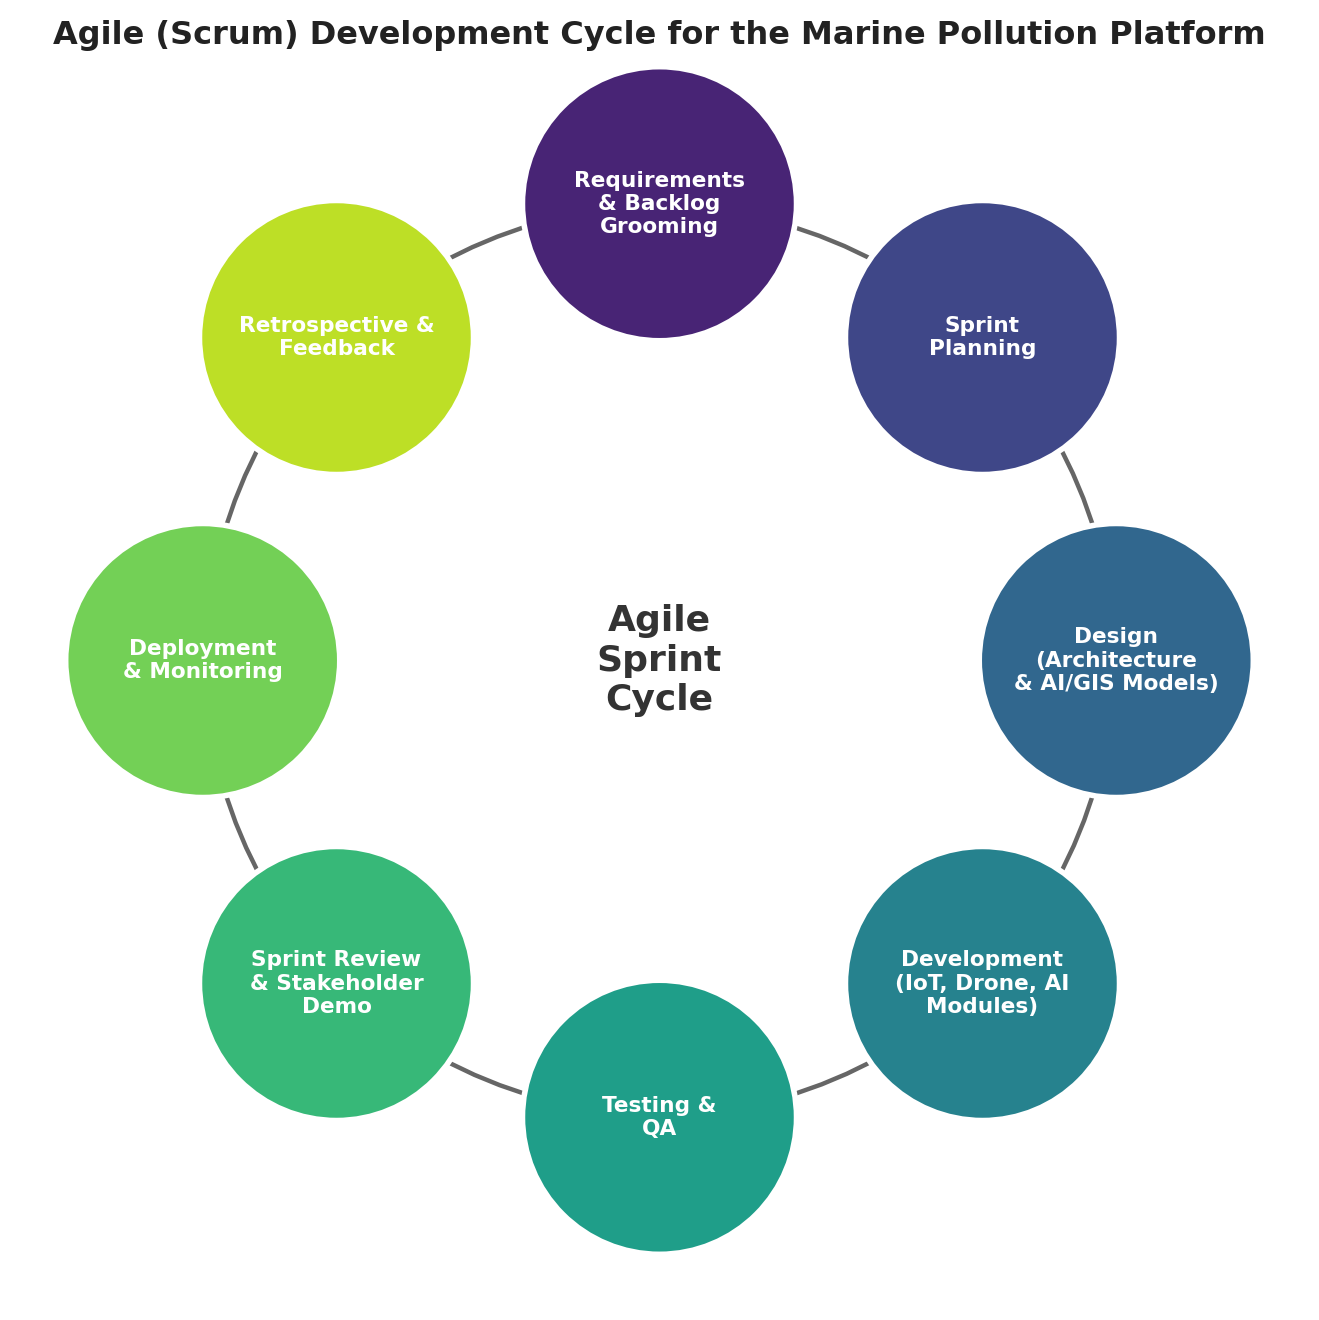 Agile (Scrum) Development Cycle for the Marine Pollution Platform
Requirements
& Backlog
Grooming
Sprint
Planning
Design
(Architecture
& AI/GIS Models)
Development
(IoT, Drone, AI
Modules)
Testing &
QA
Sprint Review
& Stakeholder
Demo
Deployment
& Monitoring
Retrospective &
Feedback
Agile
Sprint
Cycle